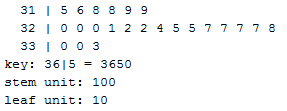 31 | 5 6 8 8 9 9
32 | 0 0 0 1 2 2 4 5 5 7 7 7 7 8
33 | 0 0 3
key: 36|5 = 3650
stem unit: 100
leaf unit: 10